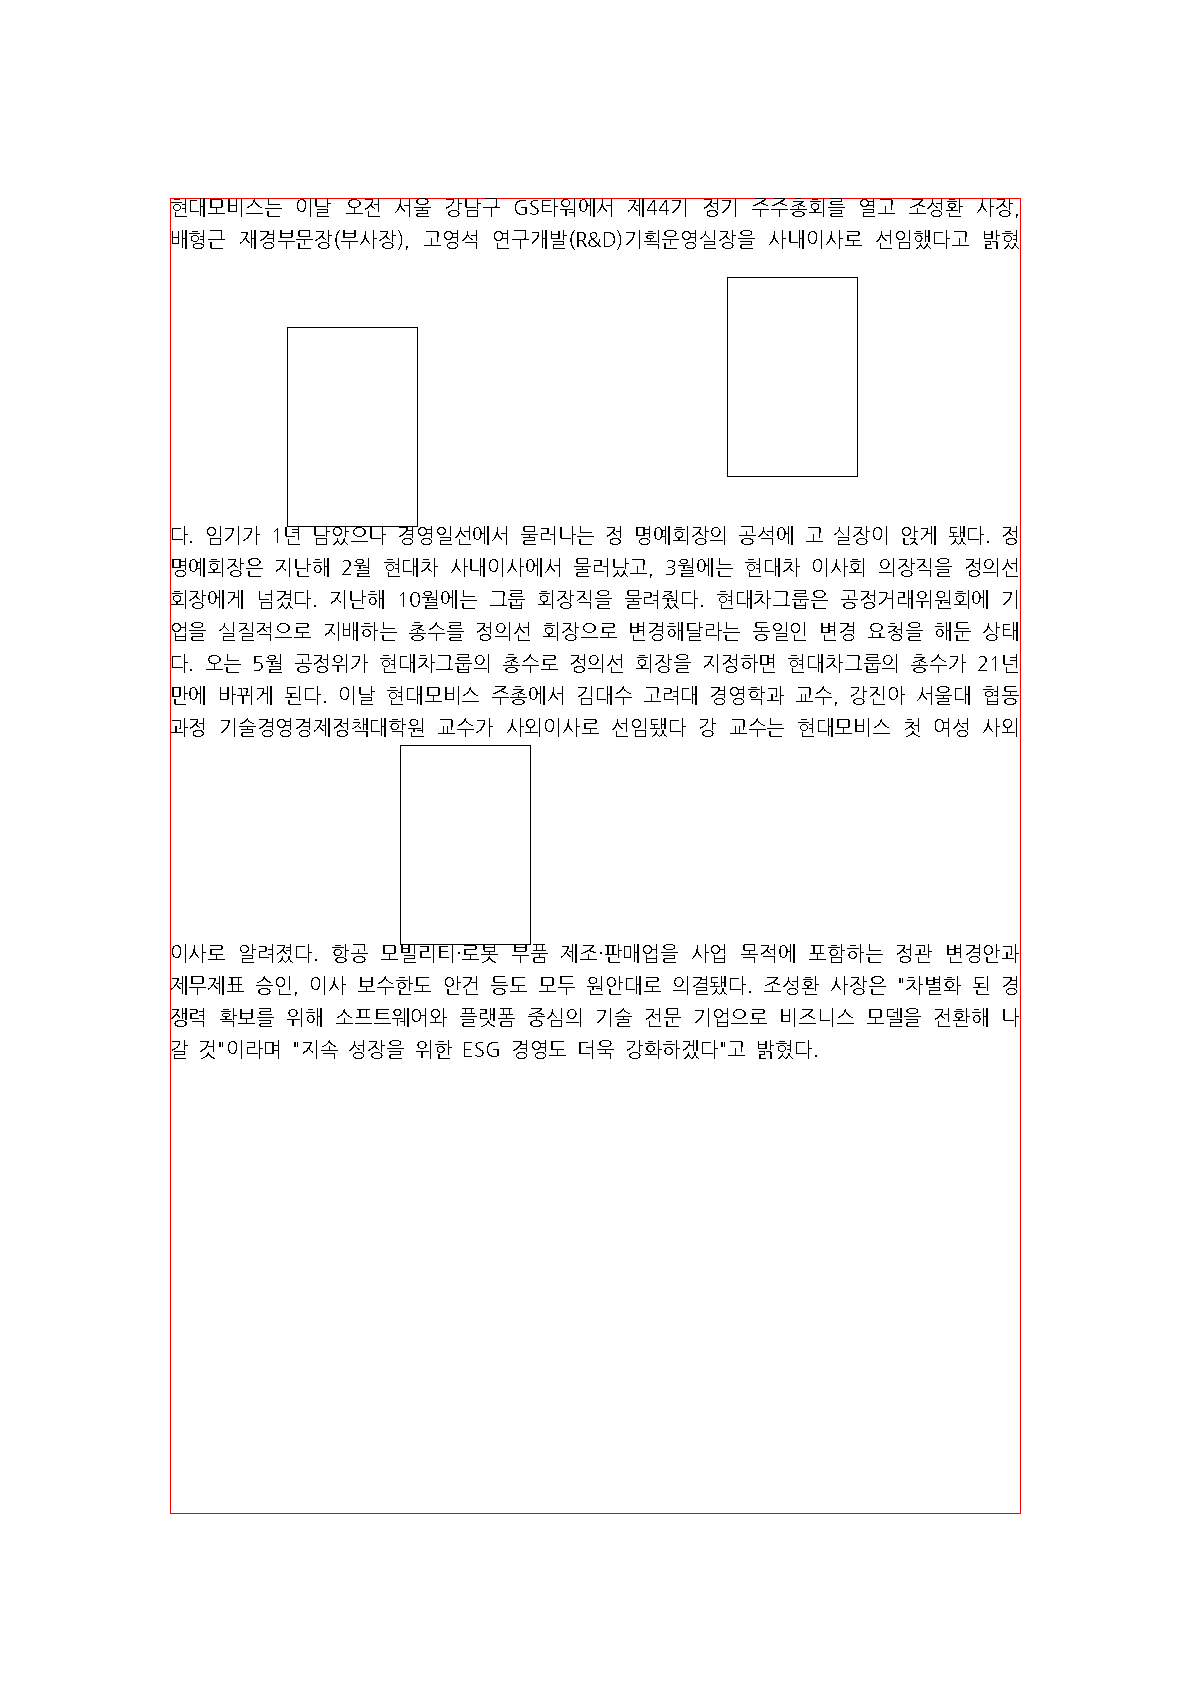 현대모비스는 이날 오전 서울 강남구 GS타워에서 제44기 정기 주주총회를 열고 조성환 사장,
배형근 재경부문장(부사장), 고영석 연구개발(R&D)기획운영실장을 사내이사로 선임했다고 밝혔
다. 임기가 1년 남았으나 경영일선에서 물러나는 정 명예회장의 공석에 고 실장이 앉게 됐다. 정
명예회장은 지난해 2월 현대차 사내이사에서 물러났고, 3월에는 현대차 이사회 의장직을 정의선
회장에게 넘겼다. 지난해 10월에는 그룹 회장직을 물려줬다. 현대차그룹은 공정거래위원회에 기
업을 실질적으로 지배하는 총수를 정의선 회장으로 변경해달라는 동일인 변경 요청을 해둔 상태
다. 오는 5월 공정위가 현대차그룹의 총수로 정의선 회장을 지정하면 현대차그룹의 총수가 21년
만에 바뀌게 된다. 이날 현대모비스 주총에서 김대수 고려대 경영학과 교수, 강진아 서울대 협동
과정 기술경영경제정책대학원 교수가 사외이사로 선임됐다 강 교수는 현대모비스 첫 여성 사외
이사로 알려졌다. 항공 모빌리티·로봇 부품 제조·판매업을 사업 목적에 포함하는 정관 변경안과
제무제표 승인, 이사 보수한도 안건 등도 모두 원안대로 의결됐다. 조성환 사장은 "차별화 된 경
쟁력 확보를 위해 소프트웨어와 플랫폼 중심의 기술 전문 기업으로 비즈니스 모델을 전환해 나
갈 것"이라며 "지속 성장을 위한 ESG 경영도 더욱 강화하겠다"고 밝혔다.